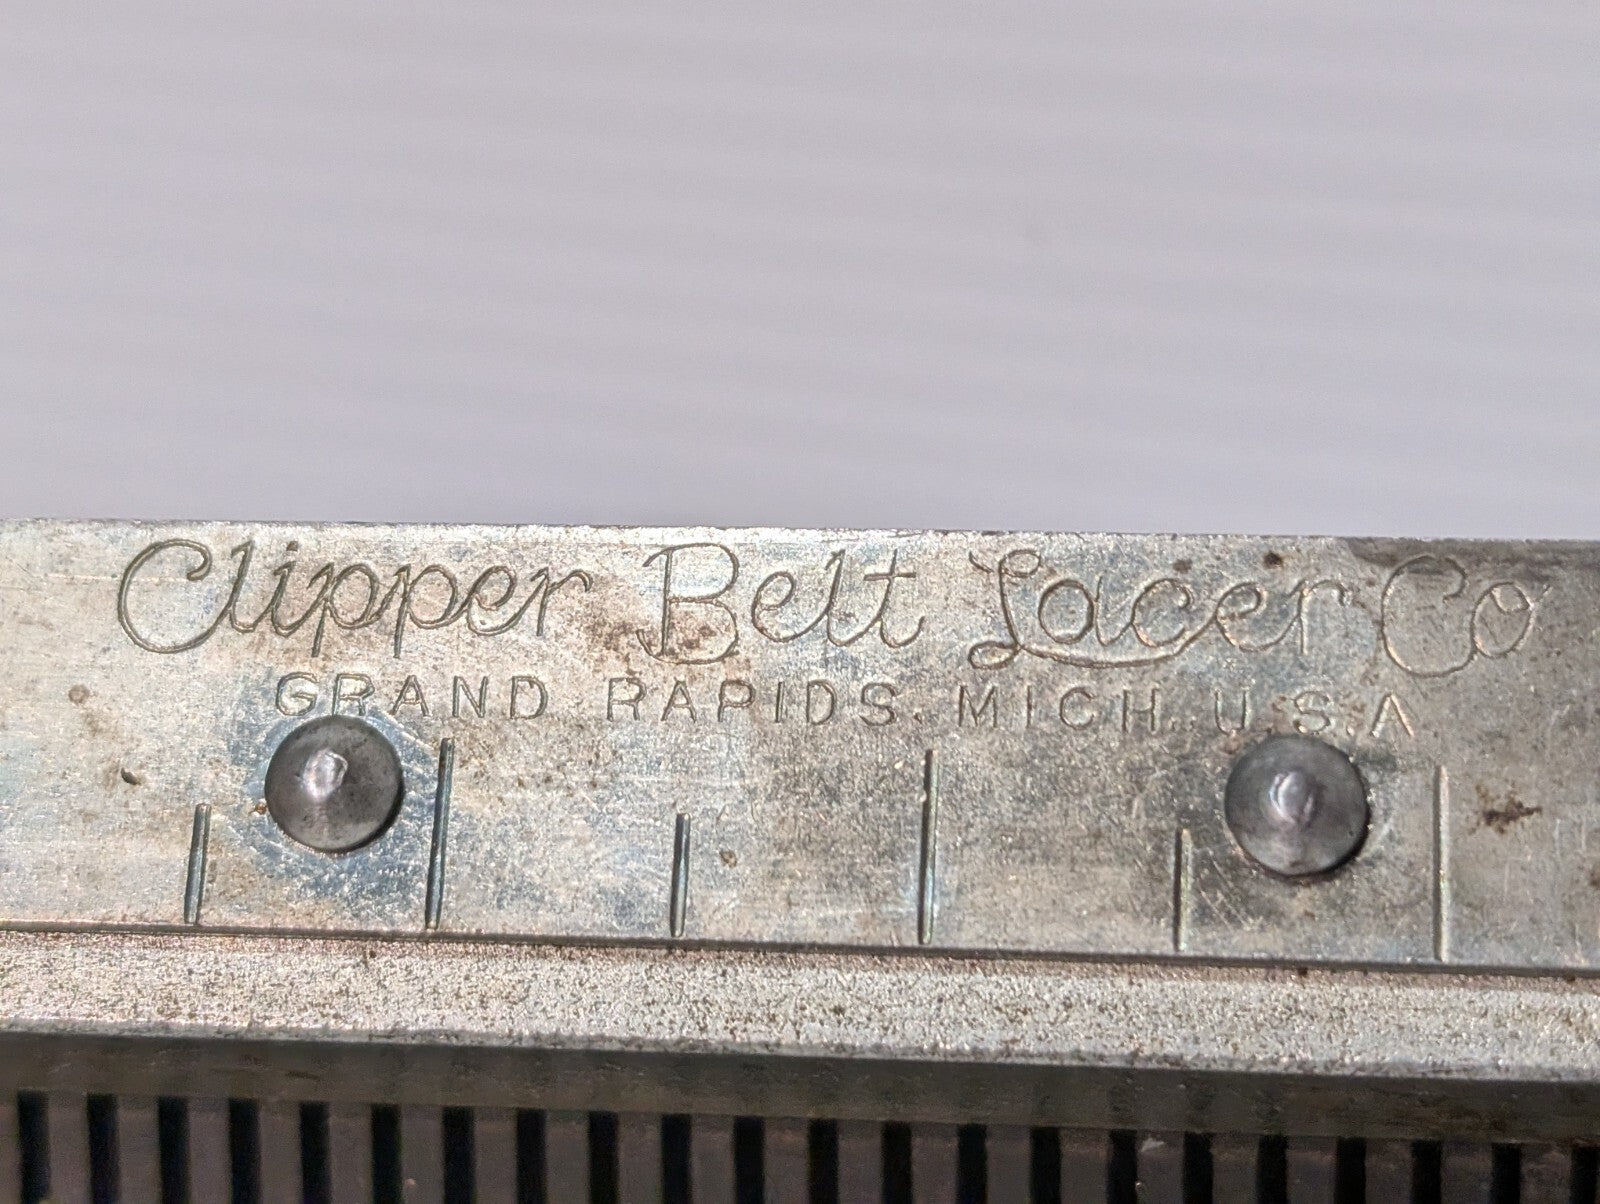 Clipper Belt Lacer Co
GRAND RAPIDS. MICH. U.S.A